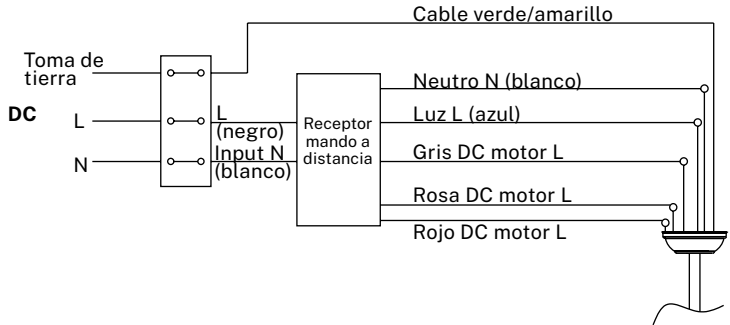 Cable verde/amarillo
Toma de
tierra
DC
L
N
L
(negro)
Input N
(blanco)
Receptor
mando a
distancia
Neutro N (blanco)
Luz L (azul)
Gris DC motor L
Rosa DC motor L
Rojo DC motor L